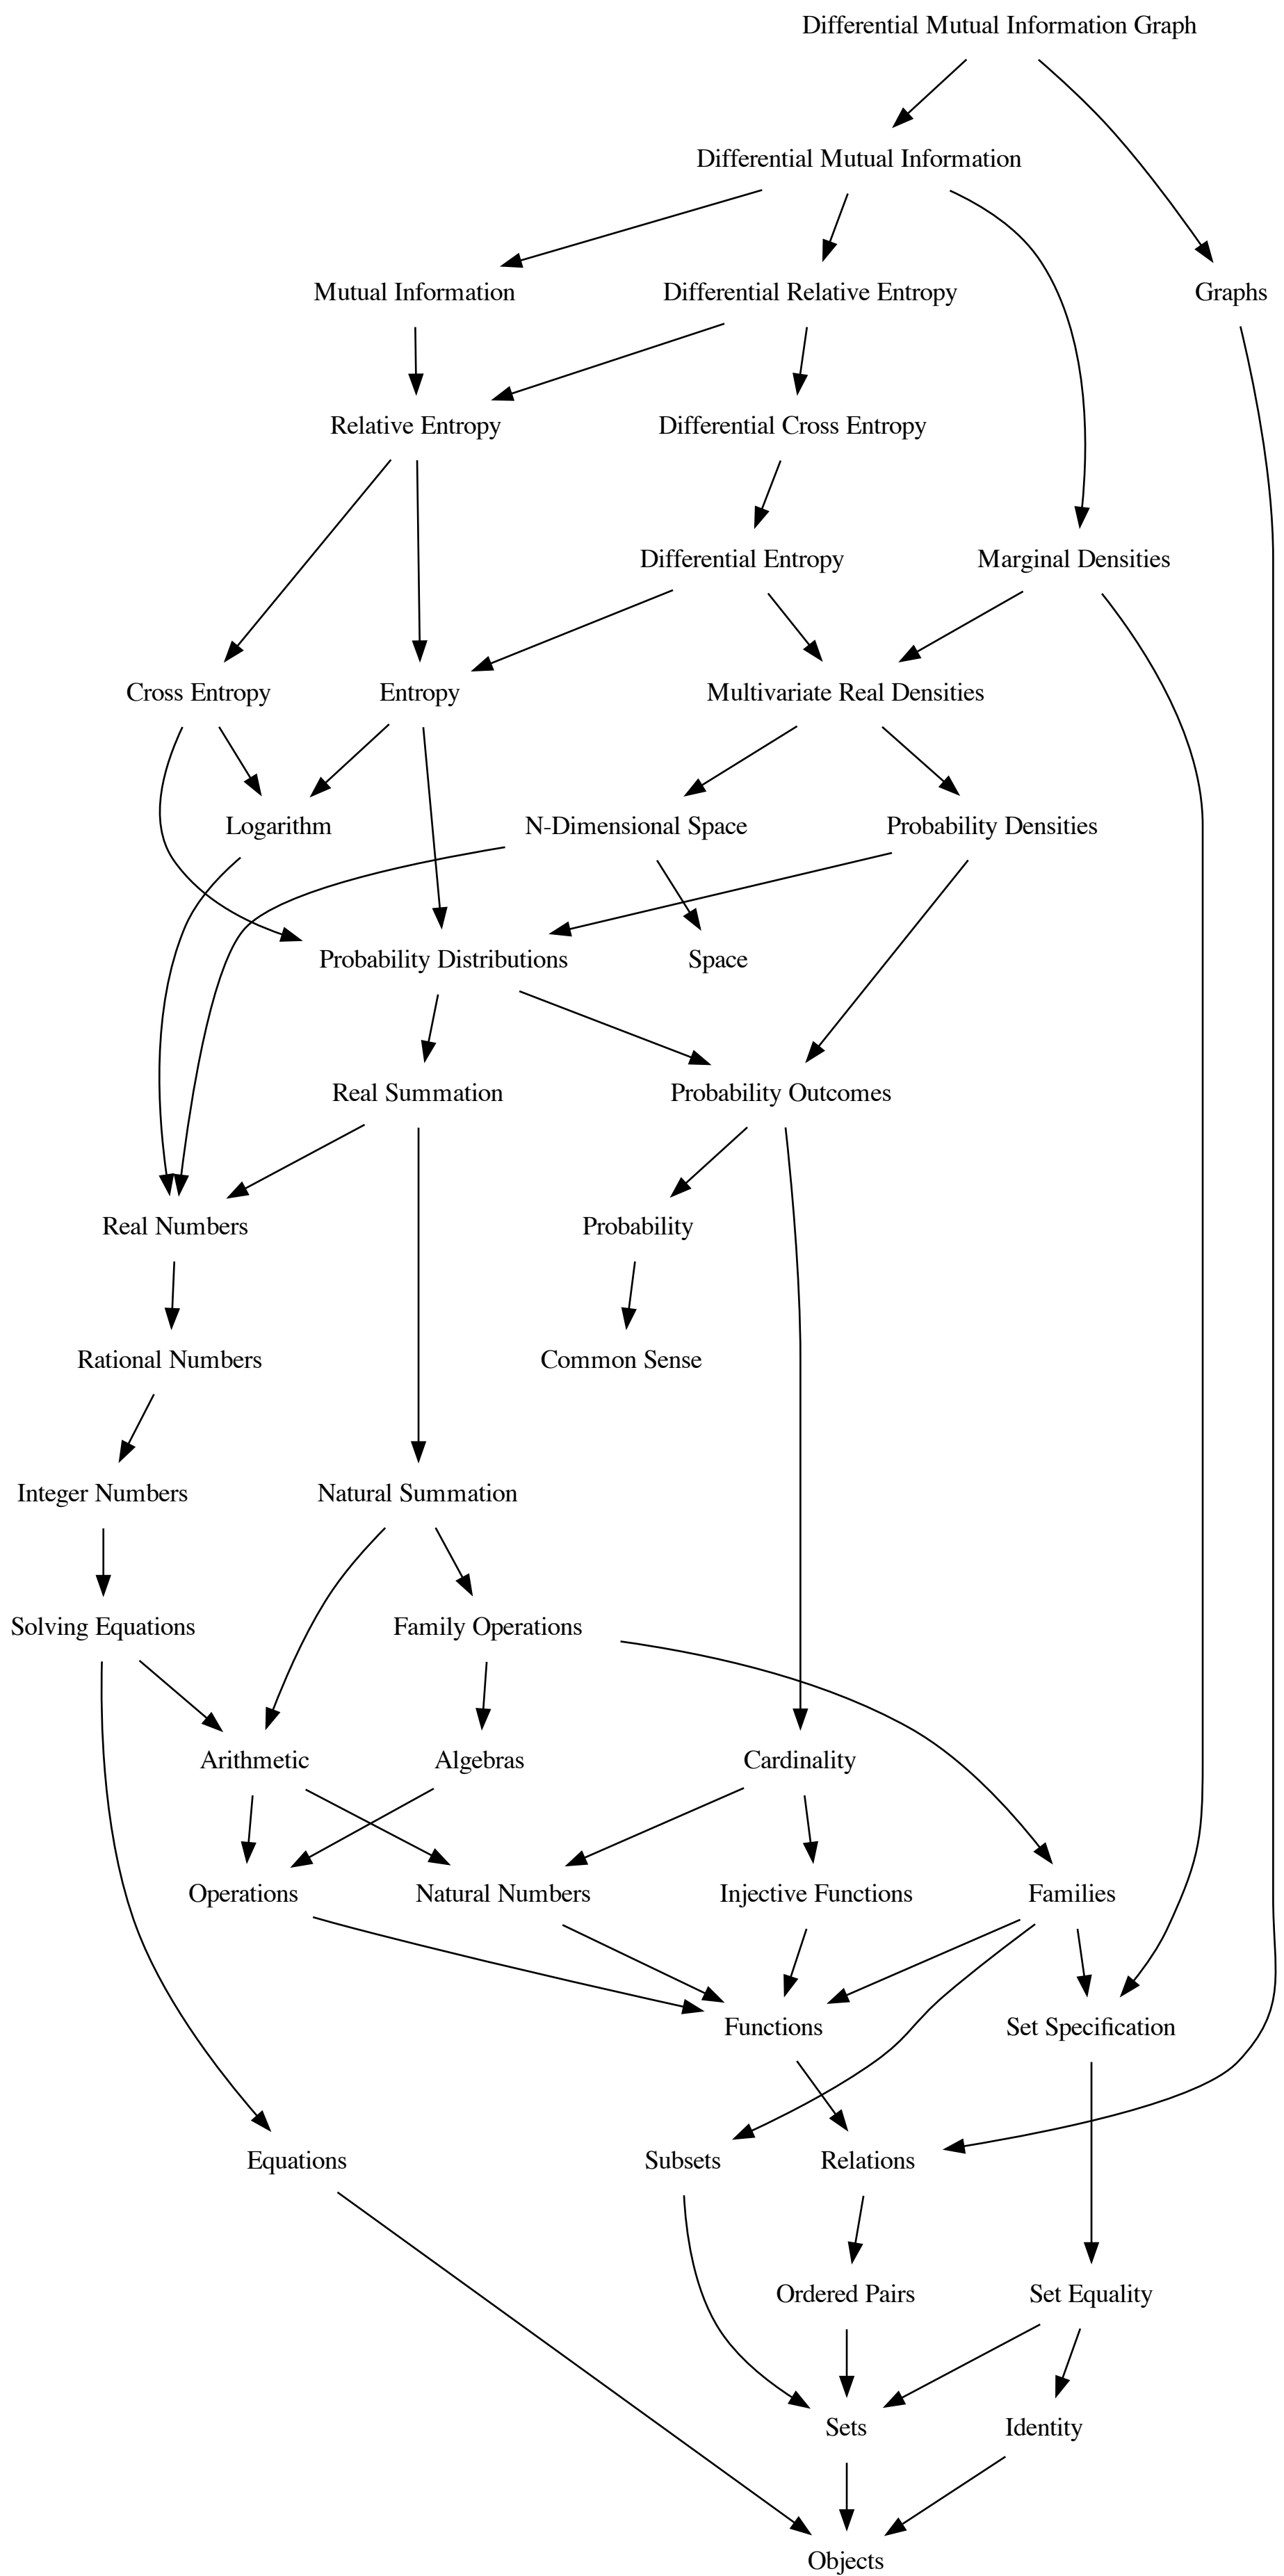 Differential Mutual Information Graph
Differential Mutual Information
Mutual Information
Differential Relative Entropy
Graphs
Relative Entropy
Differential Cross Entropy
Differential Entropy
Marginal Densities
Cross Entropy
Entropy
Multivariate Real Densities
Logarithm
N-Dimensional Space
Probability Densities
Probability Distributions
Space
Real Summation
Probability Outcomes
Real Numbers
Probability
Rational Numbers
Common Sense
Integer Numbers
Natural Summation
Solving Equations
Family Operations
Arithmetic
Algebras
Cardinality
Operations
Natural Numbers
Injective Functions
Families
Functions
Set Specification
Equations
Subsets
Relations
Ordered Pairs
Set Equality
Sets
Identity
Objects